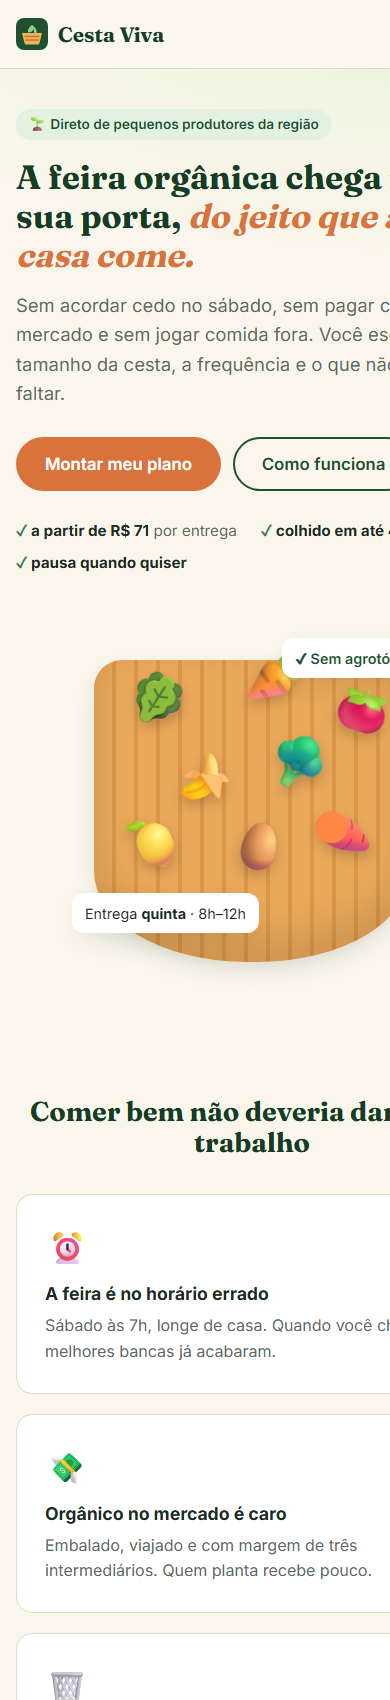 Cesta Viva
Direto de pequenos produtores da região
A feira orgânica chega
sua porta, do jeito que a
casa come.
Sem acordar cedo no sábado, sem pagar
mercado e sem jogar comida fora. Você
tamanho da cesta, a frequência e o que não
faltar.
Montar meu plano
Como funciona
✓ a partir de R$ 71 por entrega
✓ colhido em até
✓ pausa quando quiser
✓ Sem
Entrega quinta · 8h–12h
Comer bem não deveria
trabalho
A feira é no horário errado
Sábado às 7h, longe de casa. Quando você
melhores bancas já acabaram.
Orgânico no mercado é caro
Embalado, viajado e com margem de três
intermediários. Quem planta recebe pouco.